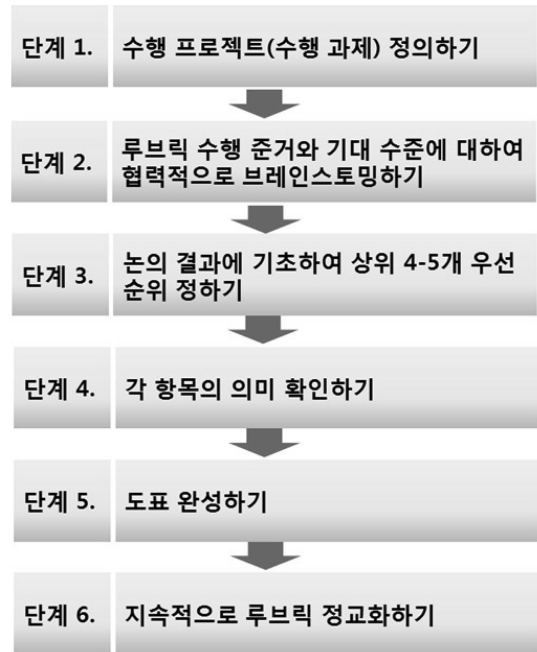 단계 1. 수행 프로젝트(수행 과제) 정의하기
단계 2. 루브릭 수행 준거와 기대 수준에 대하여
협력적으로 브레인스토밍하기
단계 3. 논의 결과에 기초하여 상위 4-5개 우선
순위 정하기
단계 4. 각 항목의 의미 확인하기
단계 5. 도표 완성하기
단계 6. 지속적으로 루브릭 정교화하기